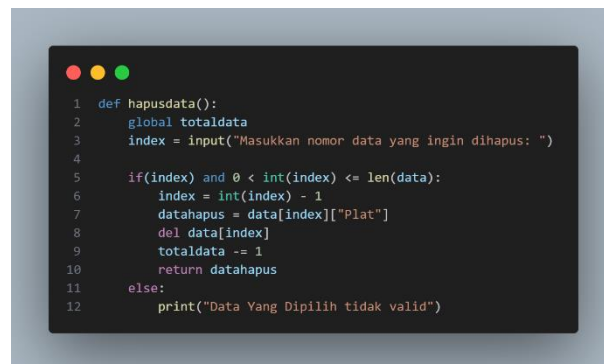 1 def hapusdata():
2     global totaldata
3     index = input("Masukkan nomor data yang ingin dihapus: ")
4
5     if(index) and 0 < int(index) <= len(data):
6         index = int(index) - 1
7         datahapus = data[index]["Plat"]
8         del data[index]
9         totaldata -= 1
10         return datahapus
11     else:
12         print("Data Yang Dipilih tidak valid")